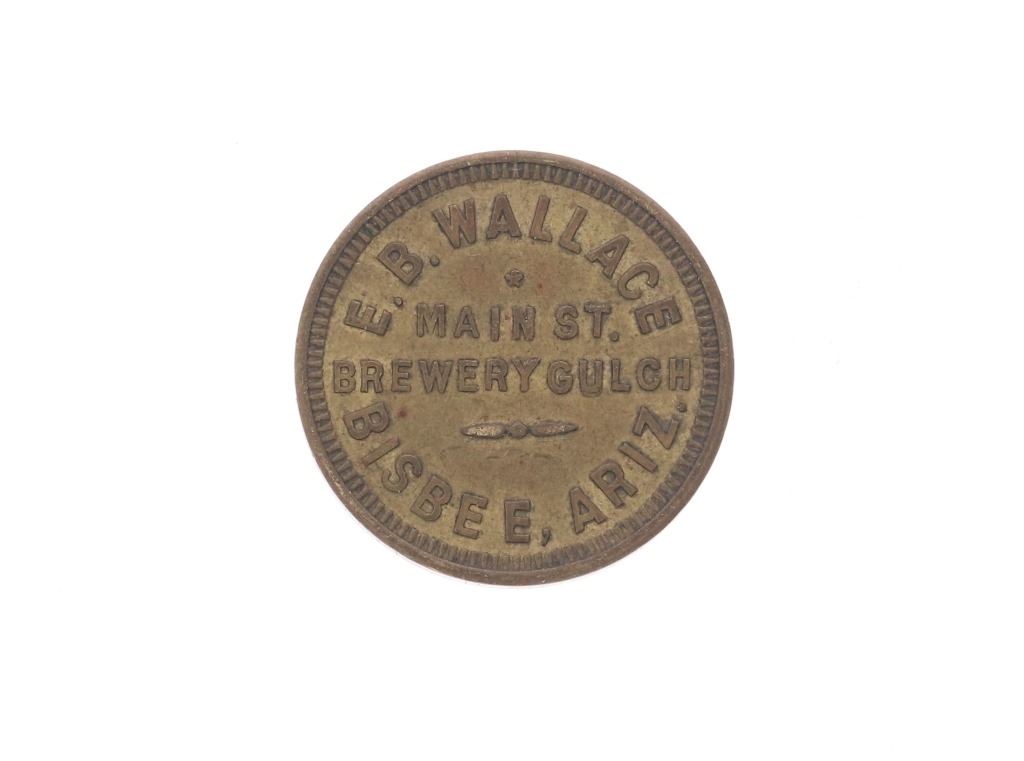 E. B. WALLACE
MAIN ST.
BREWERY GULCH
BISBEE, ARIZ.